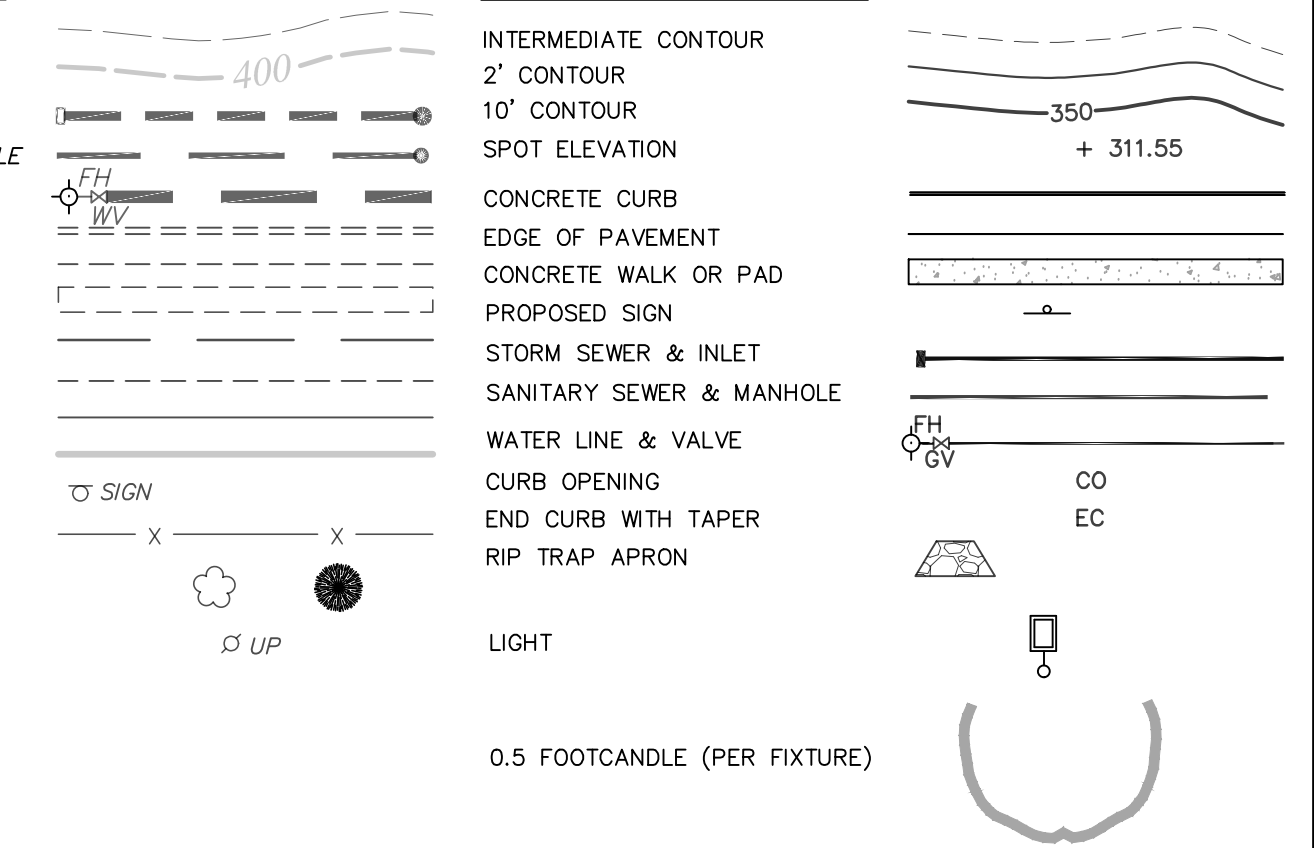 INTERMEDIATE CONTOUR
400
2' CONTOUR
10' CONTOUR
350
LE
SPOT ELEVATION
+ 311.55
FH
WV
CONCRETE CURB
EDGE OF PAVEMENT
CONCRETE WALK OR PAD
PROPOSED SIGN
STORM SEWER & INLET
SANITARY SEWER & MANHOLE
FH
WATER LINE & VALVE
GV
SIGN
CURB OPENING
CO
X X
END CURB WITH TAPER
EC
RIP TRAP APRON
UP
LIGHT
0.5 FOOTCANDLE (PER FIXTURE)